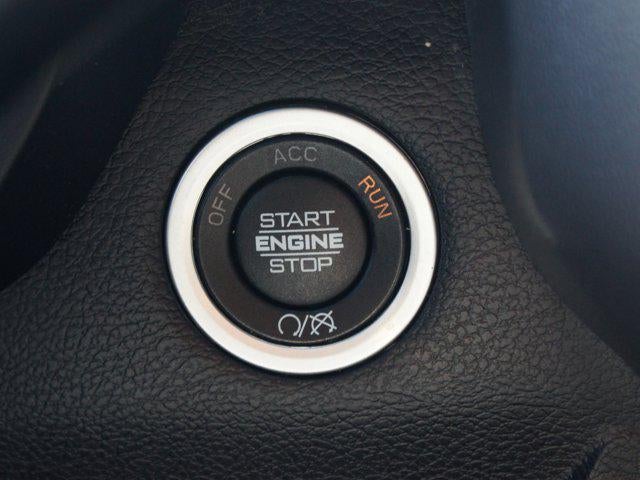 OFF
ACC
RUN
START
ENGINE
STOP